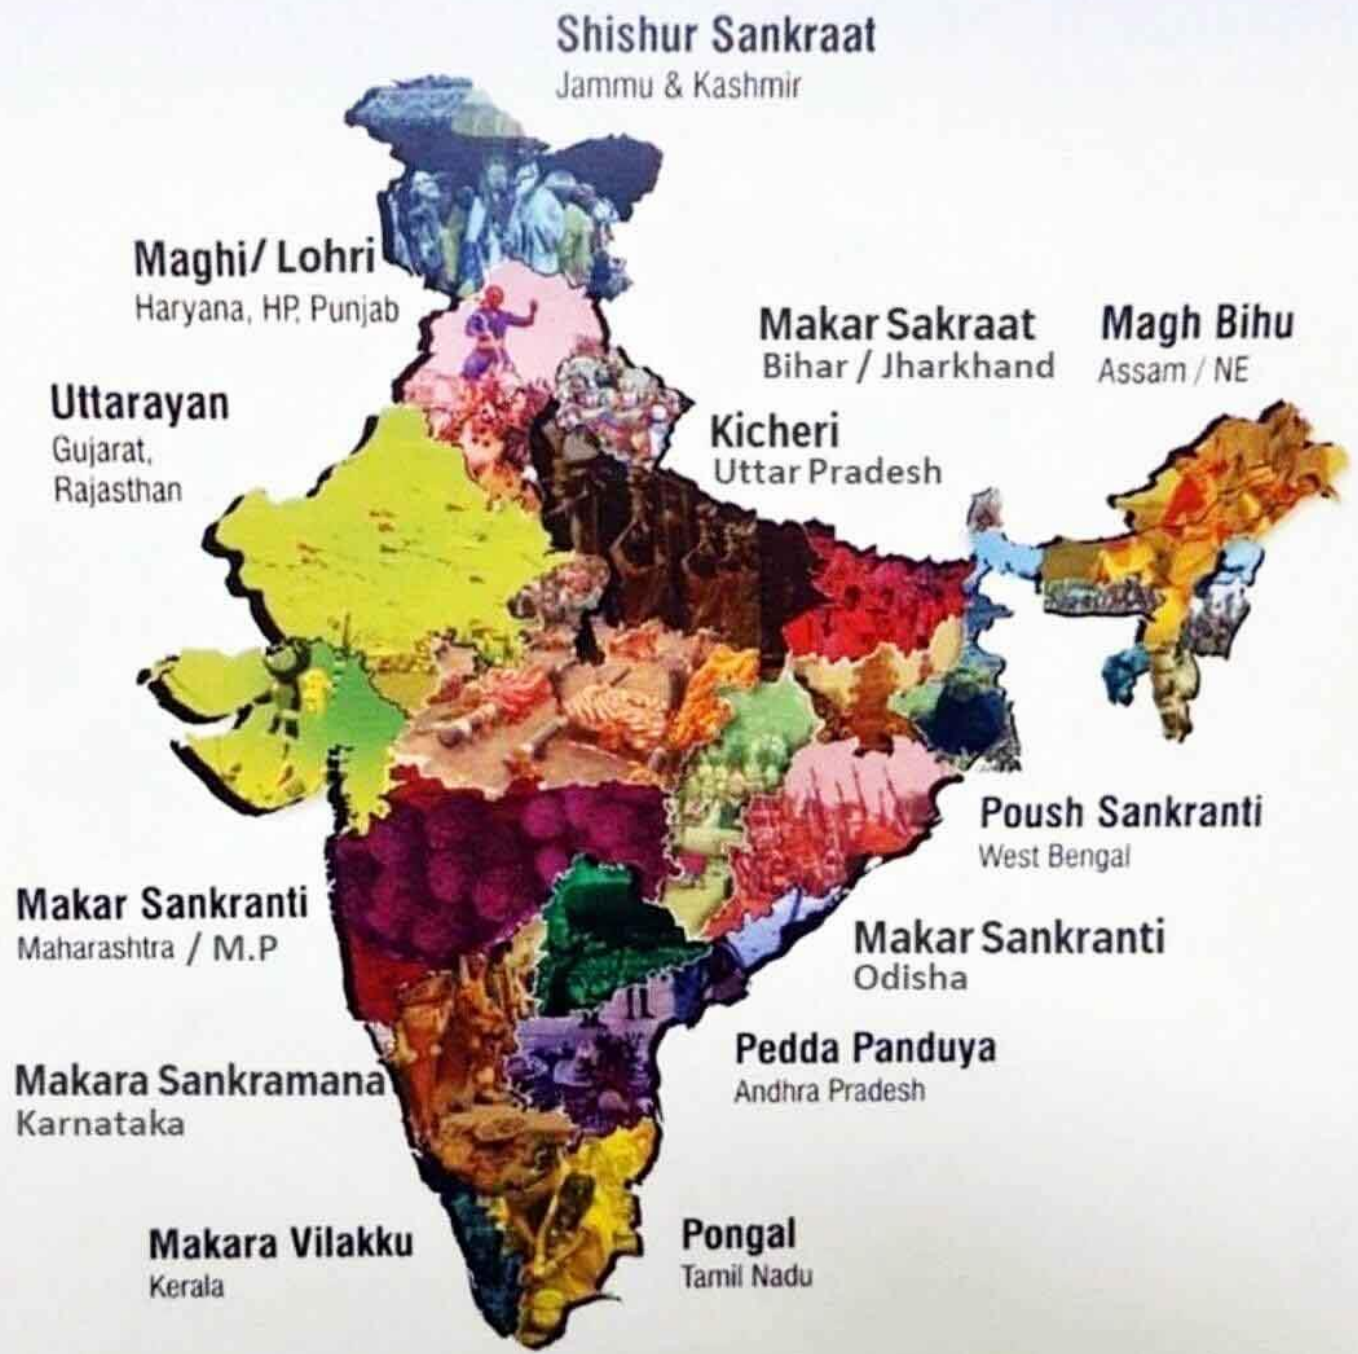 Shishur Sankraat
Jammu & Kashmir
Maghi/ Lohri
Haryana, HP, Punjab
Makar Sakraat
Bihar / Jharkhand
Magh Bihu
Assam / NE
Uttarayan
Gujarat,
Rajasthan
Kicheri
Uttar Pradesh
Poush Sankranti
West Bengal
Makar Sankranti
Maharashtra / M.P
Makar Sankranti
Odisha
Pedda Panduya
Andhra Pradesh
Makara Sankramana
Karnataka
Makara Vilakku
Kerala
Pongal
Tamil Nadu